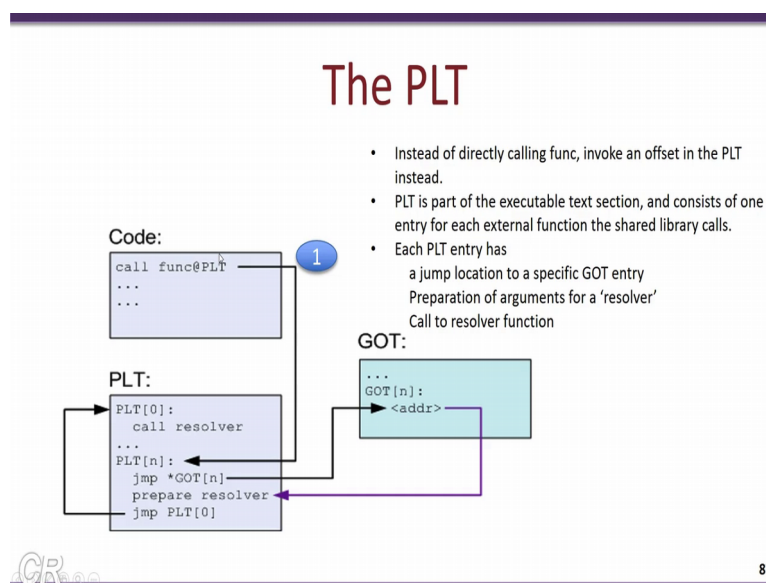 The PLT
• Instead of directly calling func, invoke an offset in the PLT
instead.
• PLT is part of the executable text section, and consists of one
entry for each external function the shared library calls.
• Each PLT entry has
a jump location to a specific GOT entry
Preparation of arguments for a ‘resolver’
Call to resolver function
Code:
call func@PLT
...
...
1
GOT:
...
GOT[n]:
<addr>
PLT:
PLT[0]:
call resolver
...
PLT[n]:
jmp *GOT[n]
prepare resolver
jmp PLT[0]
CR
8